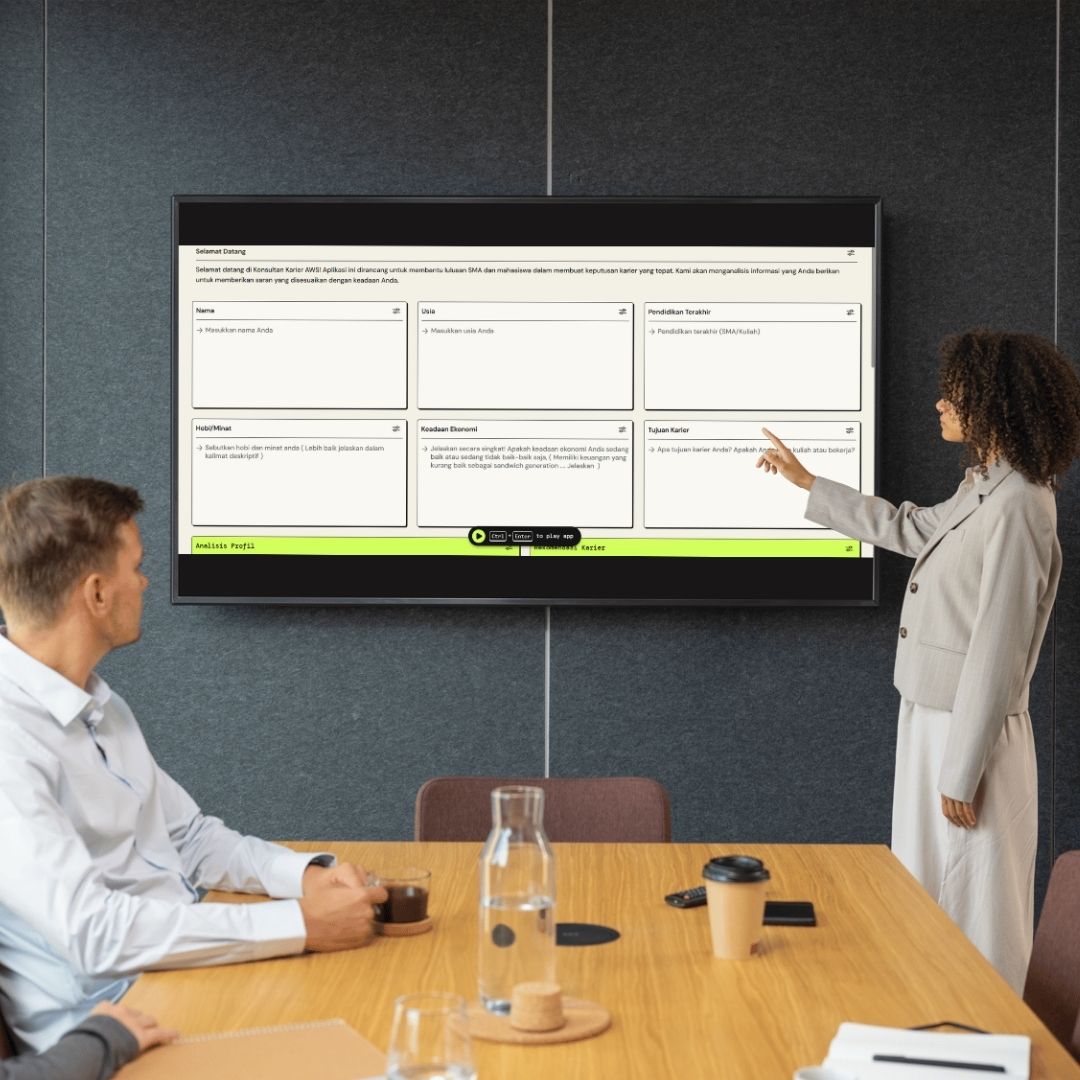 Selamat Datang
Selamat datang di Konsultan Karier AWS! Aplikasi ini dirancang untuk membantu lulusan SMA dan mahasiswa dalam membuat keputusan karier yang tepat. Kami akan menganalisis informasi yang Anda berikan
untuk memberikan saran yang disesuaikan dengan keadaan Anda.
Nama
→ Masukkan nama Anda
Usia
→ Masukkan usia Anda
Pendidikan Terakhir
→ Pendidikan terakhir (SMA/Kuliah)
Hobi/Minat
→ Sebutkan hobi dan minat anda ( Lebih baik jelaskan dalam
kalimat deskriptif )
Keadaan Ekonomi
→ Jelaskan secara singkat! Apakah keadaan ekonomi Anda sedang
baik atau sedang tidak baik-baik saja, ( Memiliki keuangan yang
kurang baik sebagai sandwich generation ... Jelaskan )
Tujuan Karier
→ Apa tujuan karier Anda? Apakah kuliah atau bekerja?
Ctrl + Enter to play app
Analisis Profil
Rekomendasi Karier